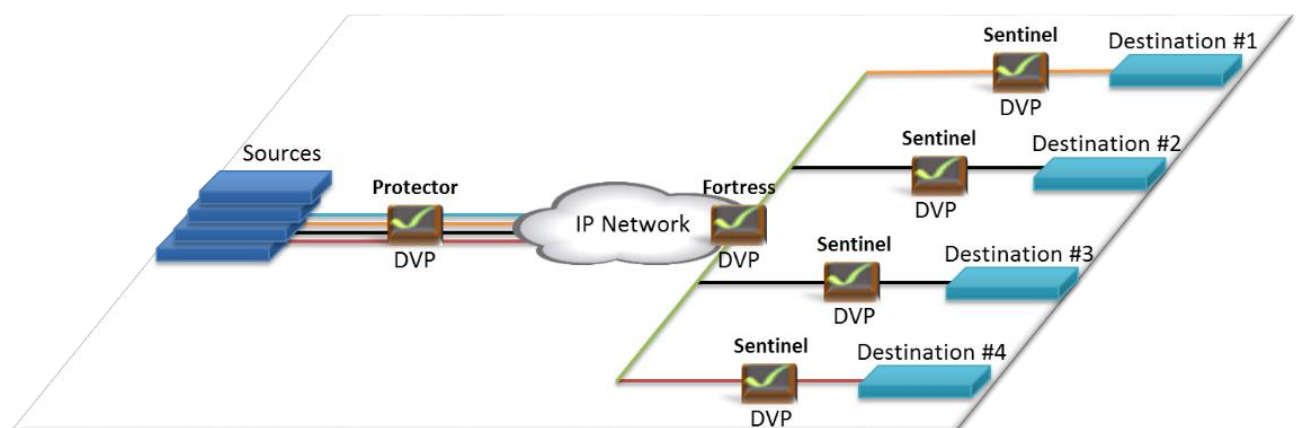 Sentinel
Destination #1
DVP
Sentinel
Destination #2
DVP
Sources
Protector
DVP
IP Network
Fortress
DVP
Sentinel
Destination #3
DVP
Sentinel
Destination #4
DVP